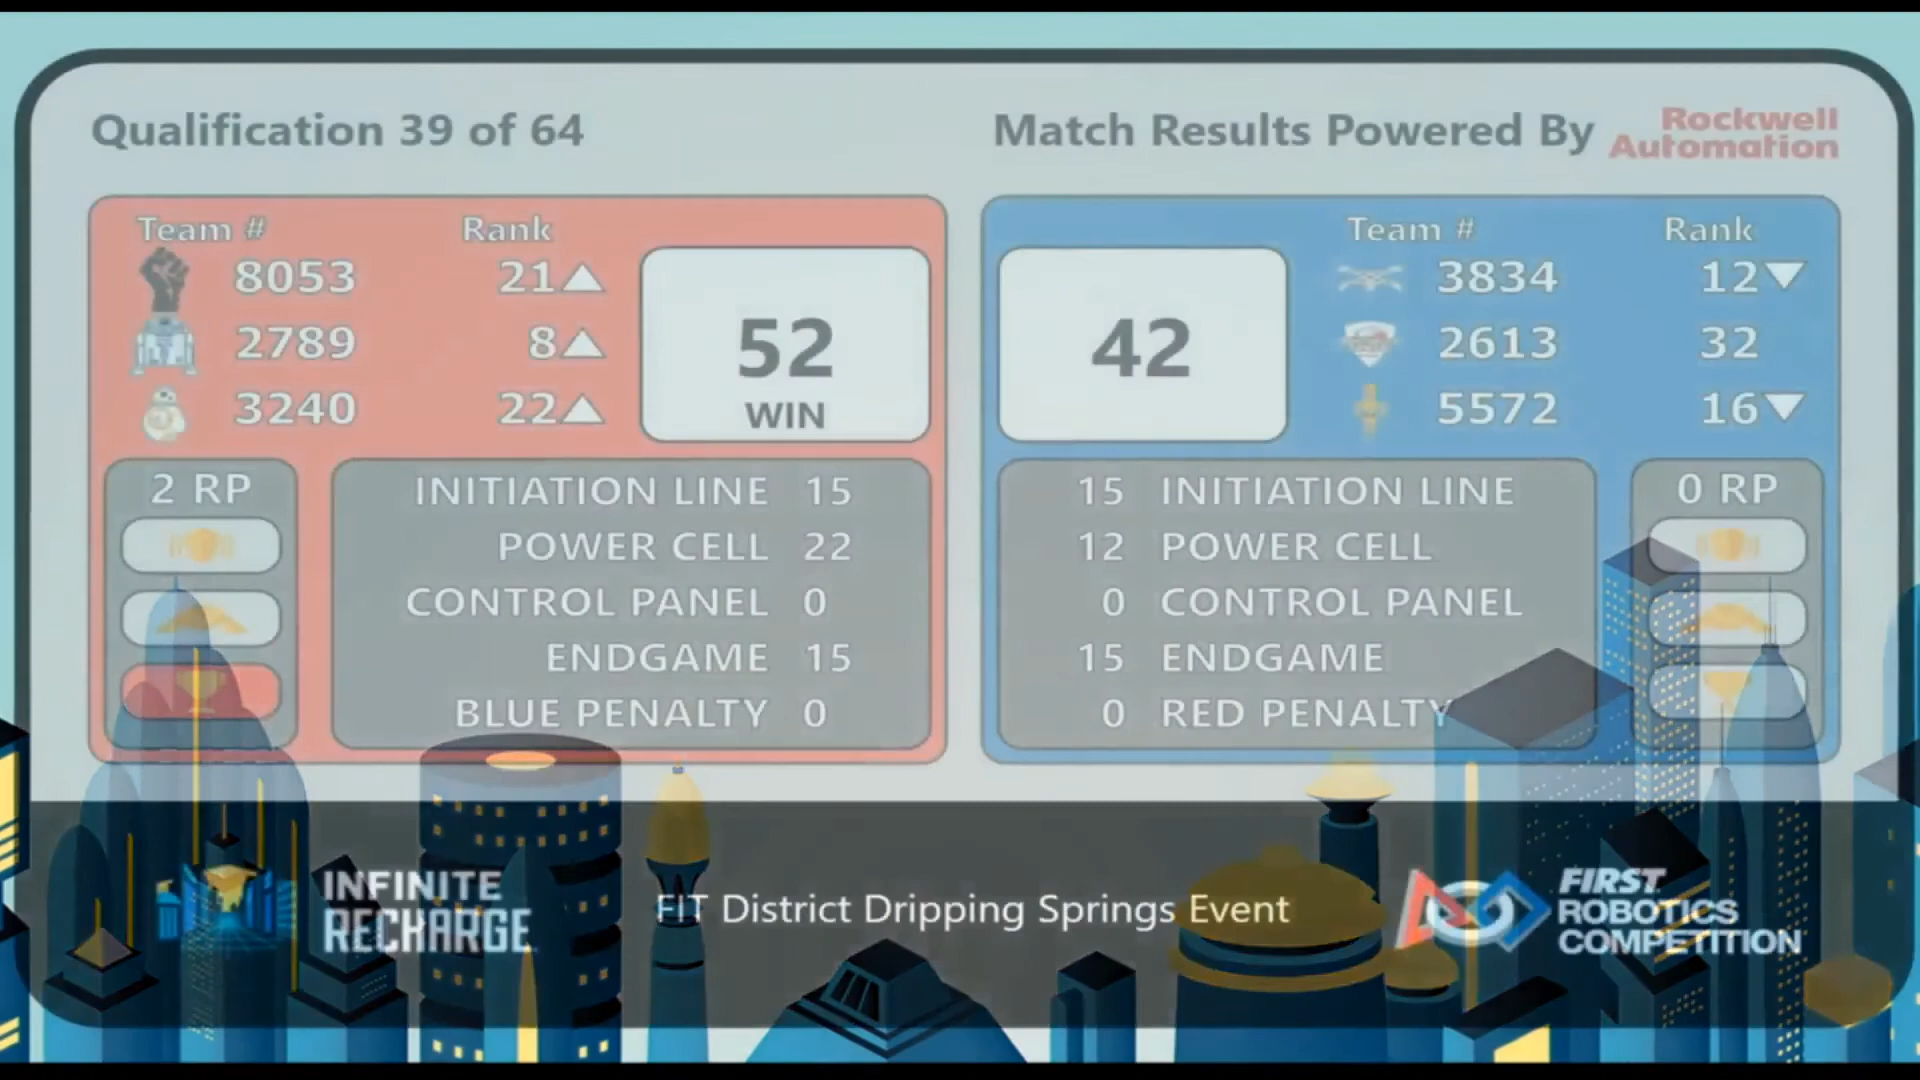 Qualification 39 of 64
Match Results Powered By
Rockwell
Automation
Team # Rank
8053 21
2789 8
3240 22
52
WIN
2 RP
INITIATION LINE 15
POWER CELL 22
CONTROL PANEL 0
ENDGAME 15
BLUE PENALTY 0
42
Team # Rank
3834 12
2613 32
5572 16
15 INITIATION LINE
12 POWER CELL
0 CONTROL PANEL
15 ENDGAME
0 RED PENALTY
0 RP
INFINITE
RECHARGE
FIT District Dripping Springs Event
FIRST
ROBOTICS
COMPETITION